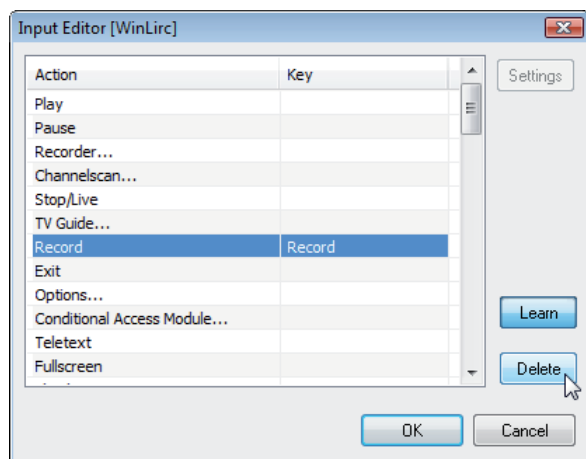 Input Editor [WinLirc]
Action Key
Settings
Play
Pause
Recorder...
Channelscan...
Stop/Live
TV Guide...
Record Record
Exit
Options...
Conditional Access Module...
Learn
Teletext
Fullscreen
Delete
OK Cancel